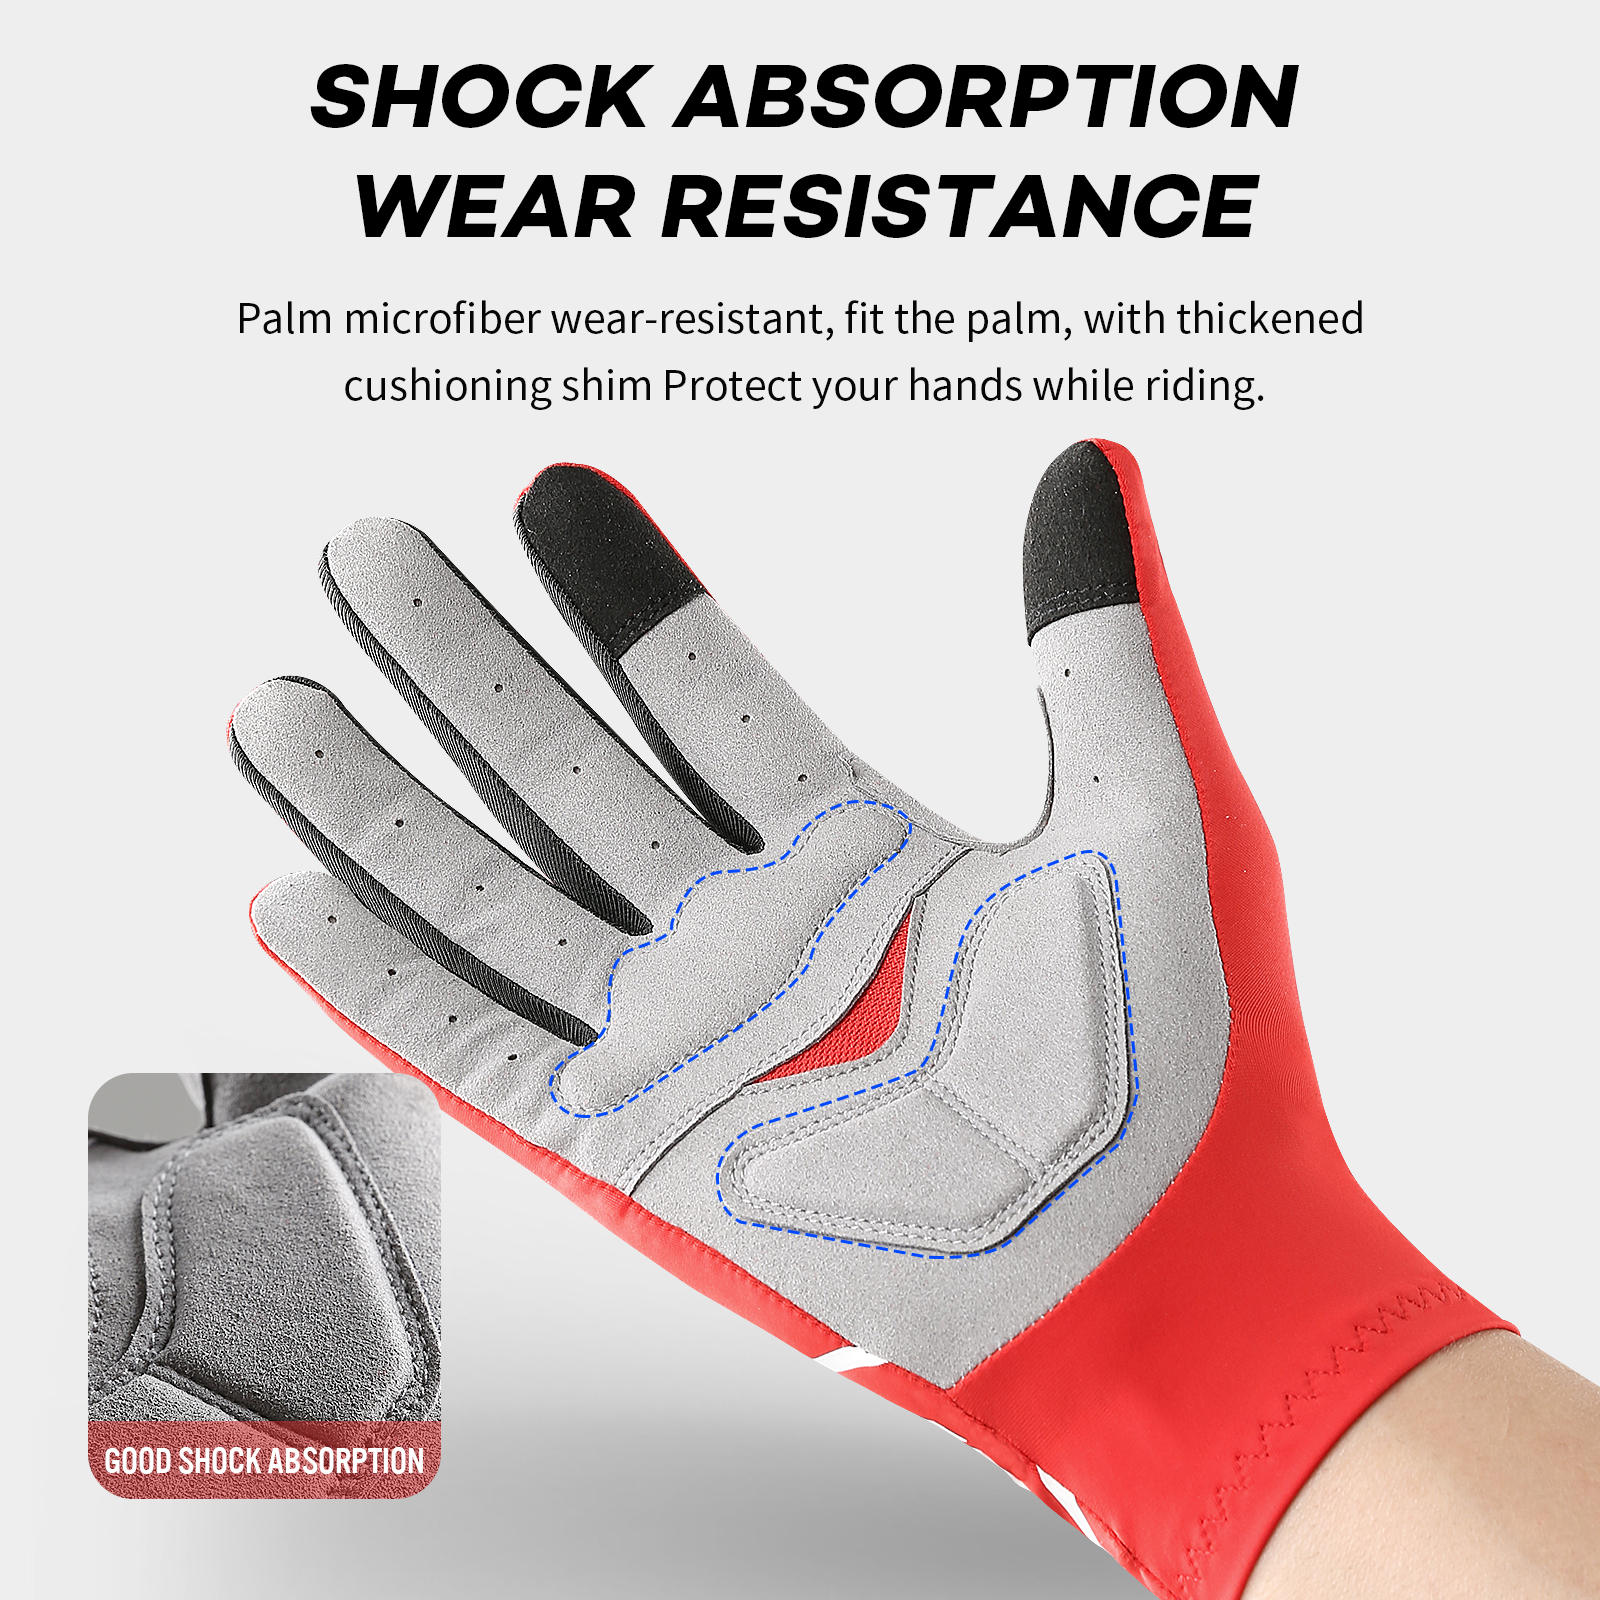 SHOCK ABSORPTION
WEAR RESISTANCE
Palm microfiber wear-resistant, fit the palm, with thickened
cushioning shim Protect your hands while riding.
GOOD SHOCK ABSORPTION